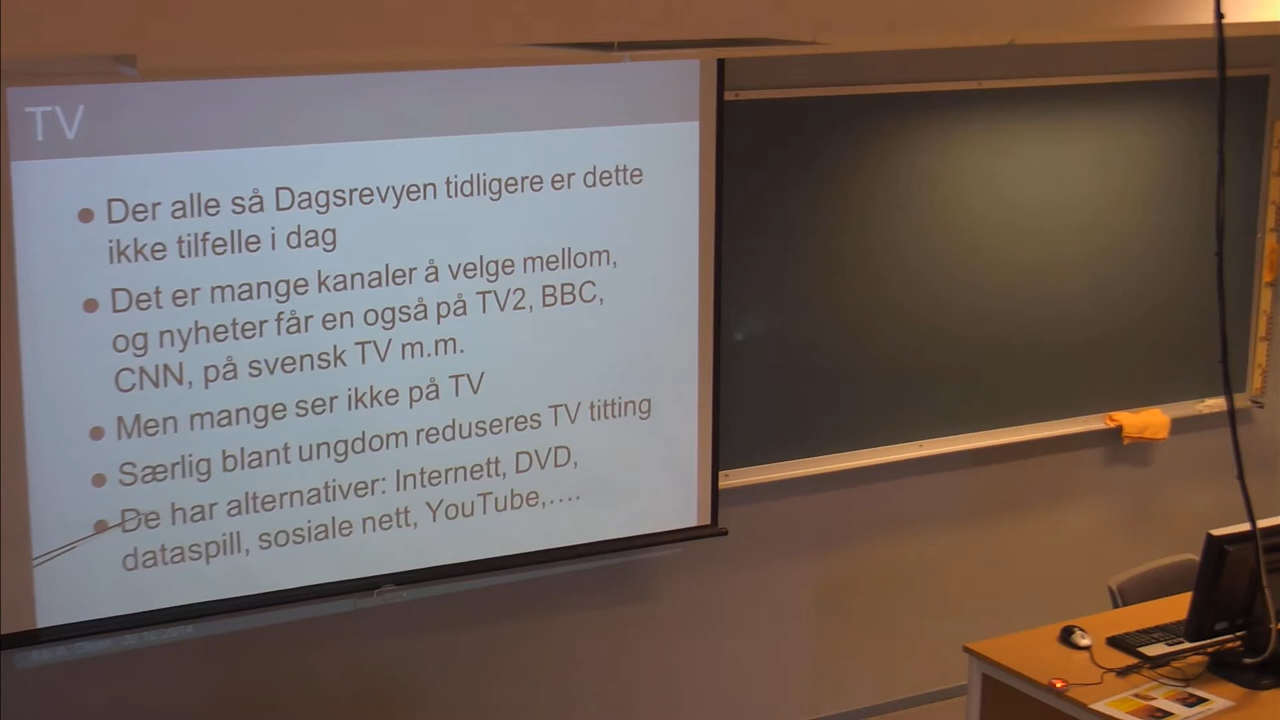 TV
● Der alle så Dagsrevyen tidligere er dette
ikke tilfelle i dag
● Det er mange kanaler å velge mellom,
og nyheter får en også på TV2, BBC,
CNN, på svensk TV m.m.
● Men mange ser ikke på TV
● Særlig blant ungdom reduseres TV titting
● De har alternativer: Internett, DVD,
dataspill, sosiale nett, YouTube,….